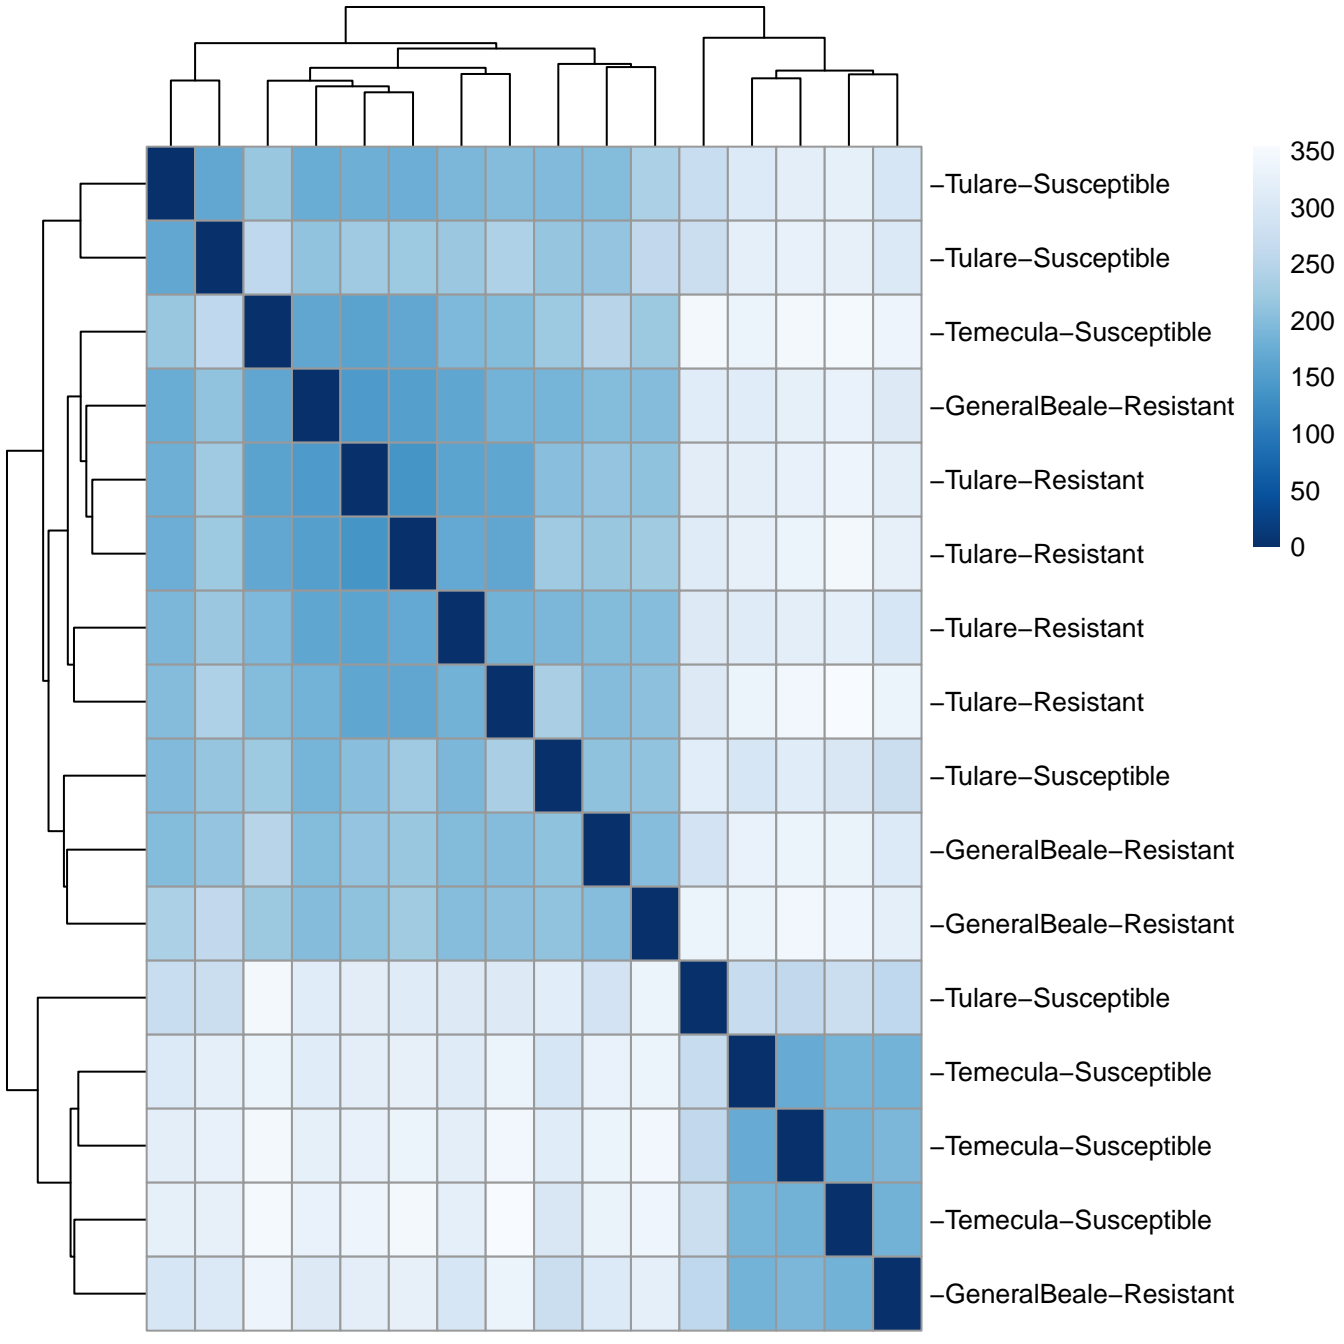 –Tulare–Susceptible
–Tulare–Susceptible
–Temecula–Susceptible
–GeneralBeale–Resistant
–Tulare–Resistant
–Tulare–Resistant
–Tulare–Resistant
–Tulare–Resistant
–Tulare–Susceptible
–GeneralBeale–Resistant
–GeneralBeale–Resistant
–Tulare–Susceptible
–Temecula–Susceptible
–Temecula–Susceptible
–Temecula–Susceptible
–GeneralBeale–Resistant
350
300
250
200
150
100
50
0